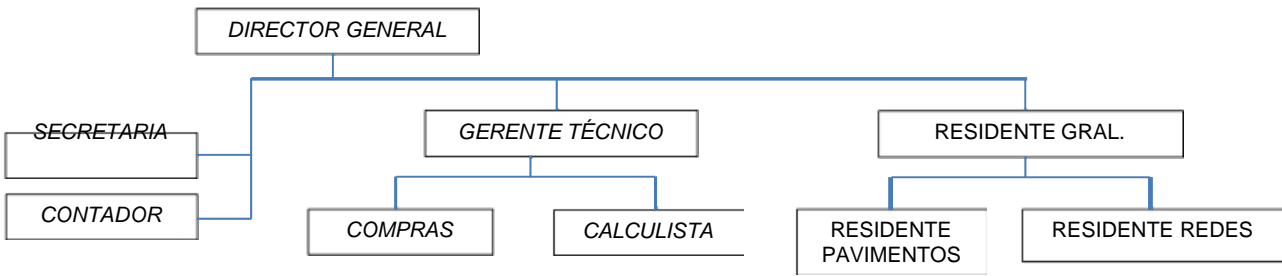 DIRECTOR GENERAL
SECRETARIA
GERENTE TÉCNICO
RESIDENTE GRAL.
CONTADOR
COMPRAS
CALCULISTA
RESIDENTE
PAVIMENTOS
RESIDENTE REDES